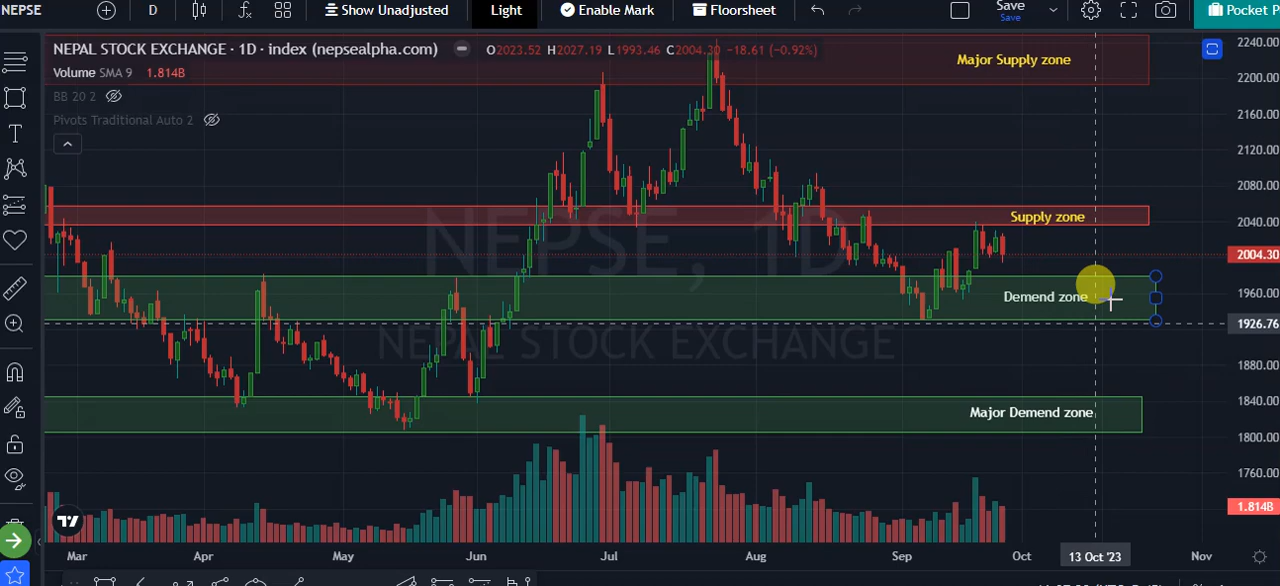 NEPSE D Show Unadjusted Light Enable Mark Floorsheet Save Pocket P
Save
NEPAL STOCK EXCHANGE · 1D · index (nepsealpha.com) O2023.52 H2027.19 L1993.46 C2004.30 −18.61 (−0.92%)
Volume SMA 9 1.814B
BB 20 2
Pivots Traditional Auto 2
Major Supply zone
Supply zone
Demend zone
Major Demend zone
NEPSE, 1D
NEPAL STOCK EXCHANGE
2240.00
2200.00
2160.00
2120.00
2080.00
2040.00
2004.30
1960.00
1926.76
1880.00
1840.00
1800.00
1760.00
1.814B
Mar Apr May Jun Jul Aug Sep Oct 13 Oct '23 Nov